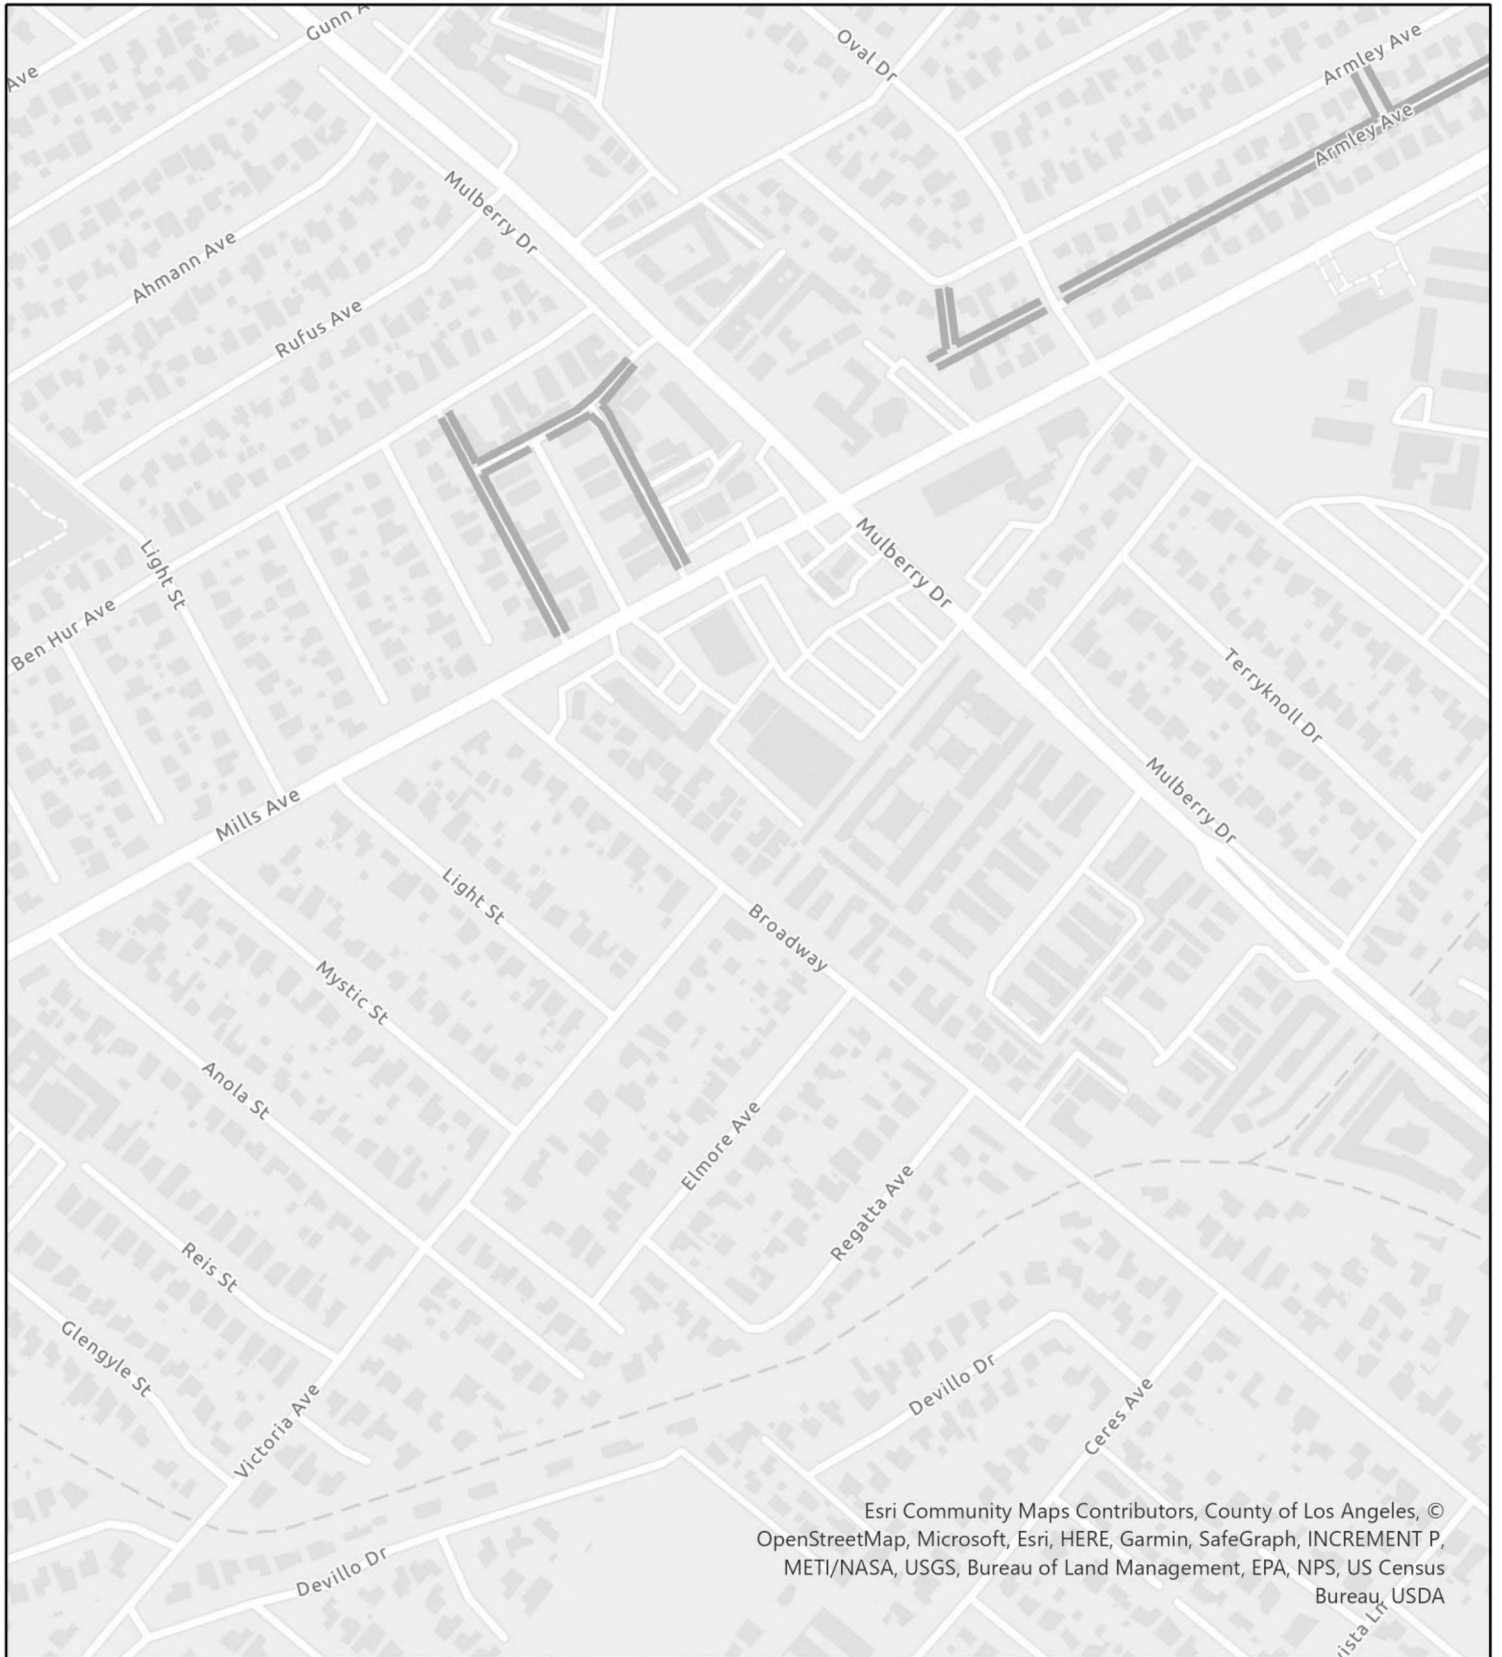 Gunn A
Ave
Oval Dr
Armley Ave
Armley Ave
Mulberry Dr
Ahmann Ave
Rufus Ave
Light St
Ben Hur Ave
Mulberry Dr
Terryknoll Dr
Mulberry Dr
Mills Ave
Light St
Broadway
Mystic St
Anola St
Elmore Ave
Regatta Ave
Reis St
Glengyle St
Victoria Ave
Devillo Dr
Ceres Ave
Devillo Dr
Esri Community Maps Contributors, County of Los Angeles, ©
OpenStreetMap, Microsoft, Esri, HERE, Garmin, SafeGraph, INCREMENT P,
METI/NASA, USGS, Bureau of Land Management, EPA, NPS, US Census
Bureau, USDA
vista Ln